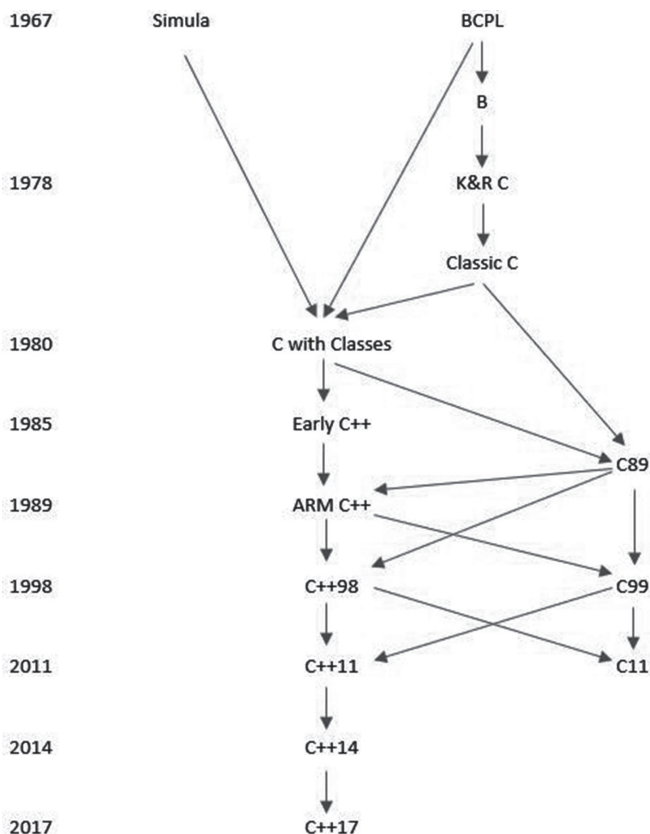 1967 Simula BCPL
B
1978 K&R C
Classic C
1980 C with Classes
1985 Early C++
C89
1989 ARM C++
1998 C++98 C99
2011 C++11 C11
2014 C++14
2017 C++17